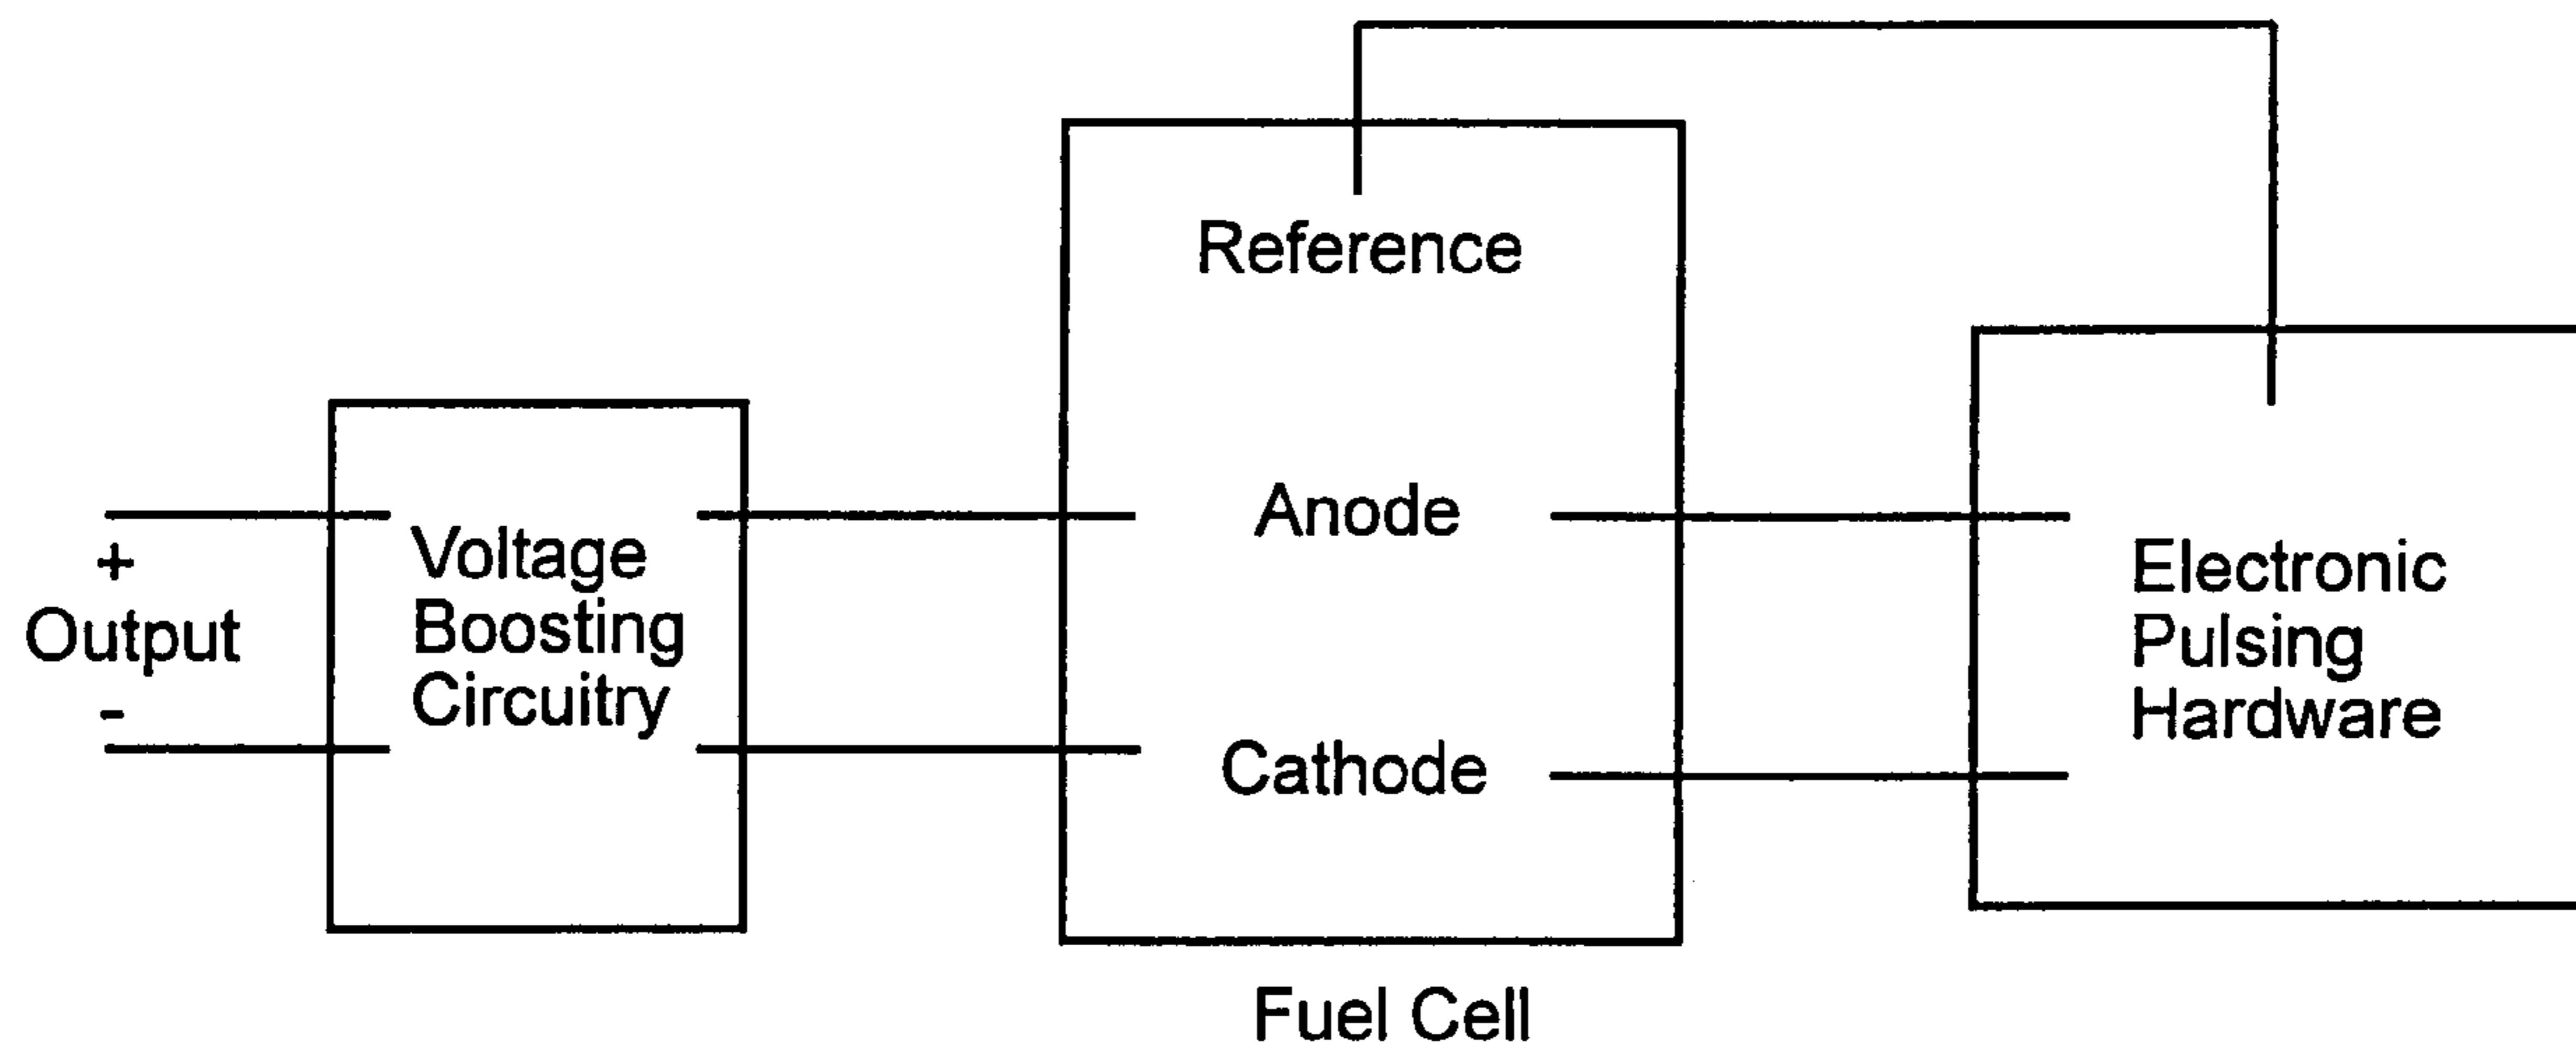 Reference
Anode
Cathode
Fuel Cell
+
Output
-
Voltage
Boosting
Circuitry
Electronic
Pulsing
Hardware